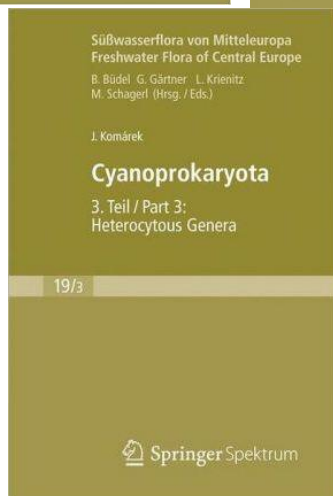 Süßwasserflora von Mitteleuropa
Freshwater Flora of Central Europe
B. Büdel G. Gärtner L. Krienitz
M. Schagerl (Hrsg. / Eds.)
J. Komárek
Cyanoprokaryota
3. Teil / Part 3:
Heterocytous Genera
19/3
Springer Spektrum